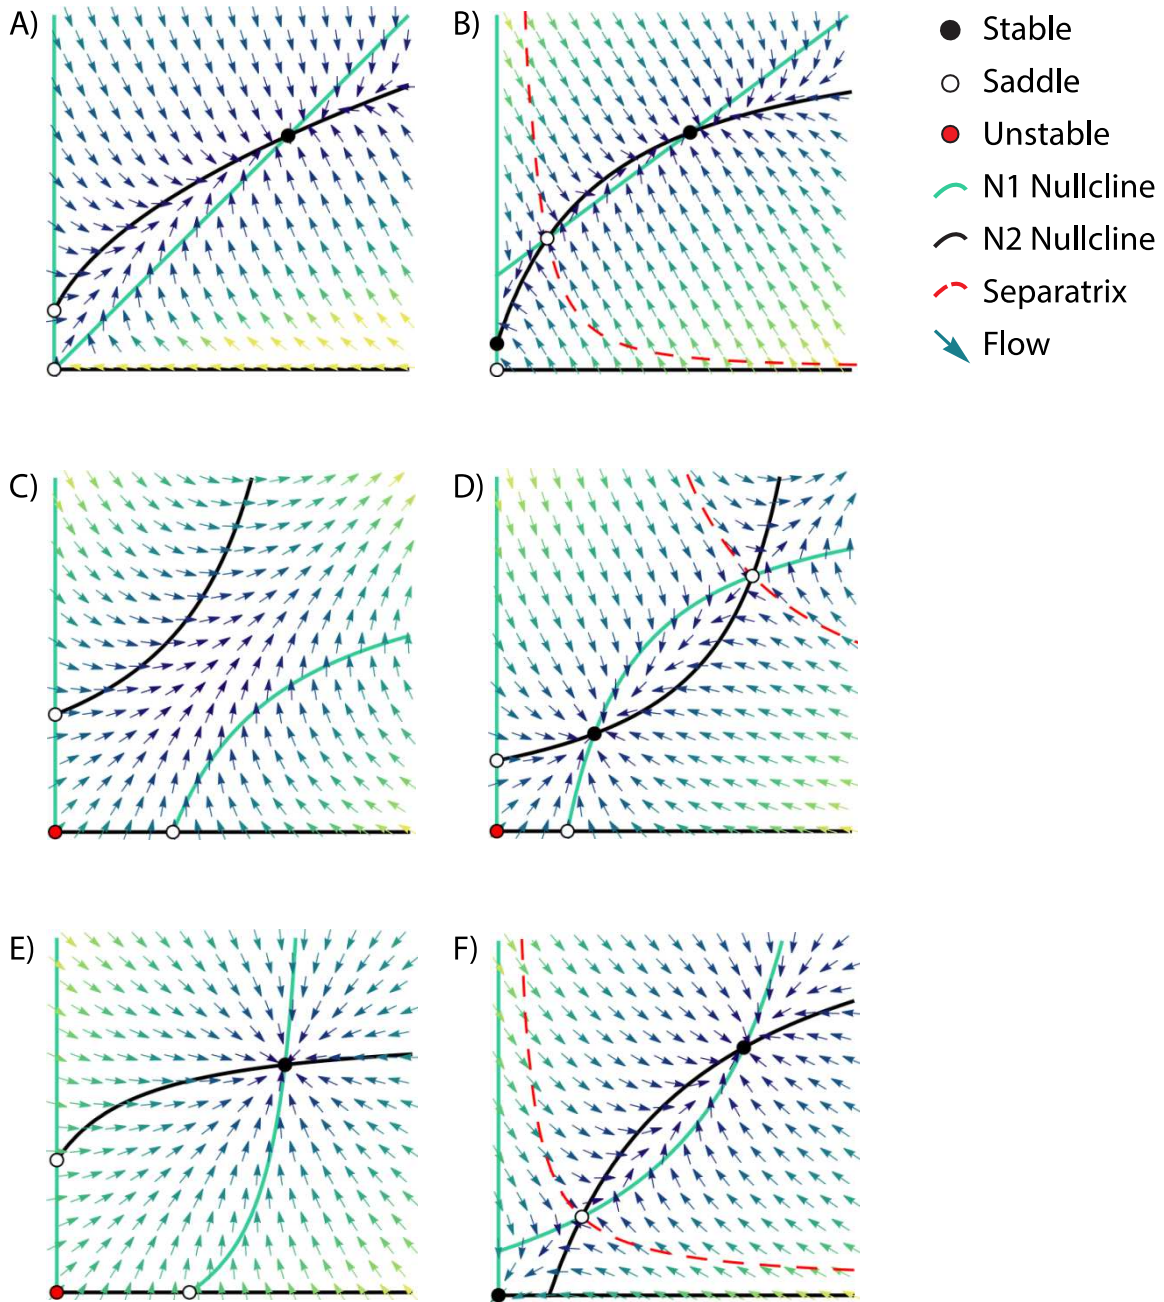 A)
B)
Stable
Saddle
Unstable
N1 Nullcline
N2 Nullcline
Separatrix
Flow
C)
D)
E)
F)